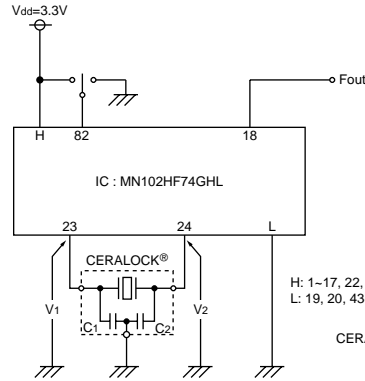 Vdd=3.3V
Fout
H
82
18
IC : MN102HF74GHL
23
24
L
CERALOCK®
V1
C1
C2
V2
H: 1~17, 22,
L: 19, 20, 43
CERA